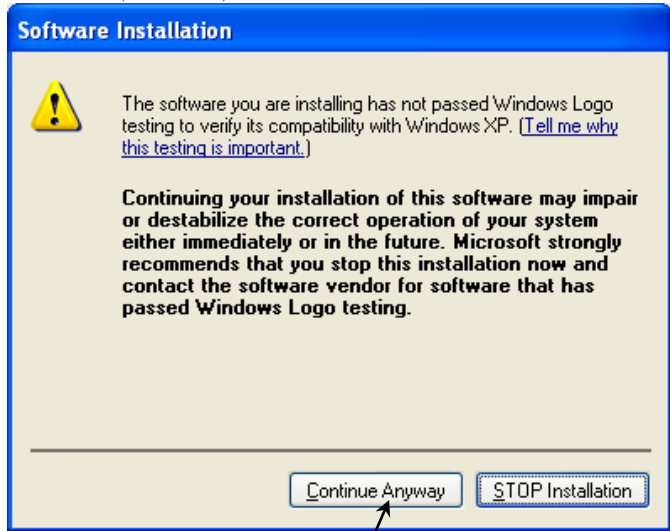 Software Installation
The software you are installing has not passed Windows Logo
testing to verify its compatibility with Windows XP. (Tell me why
this testing is important.)
Continuing your installation of this software may impair
or destabilize the correct operation of your system
either immediately or in the future. Microsoft strongly
recommends that you stop this installation now and
contact the software vendor for software that has
passed Windows Logo testing.
Continue Anyway
STOP Installation